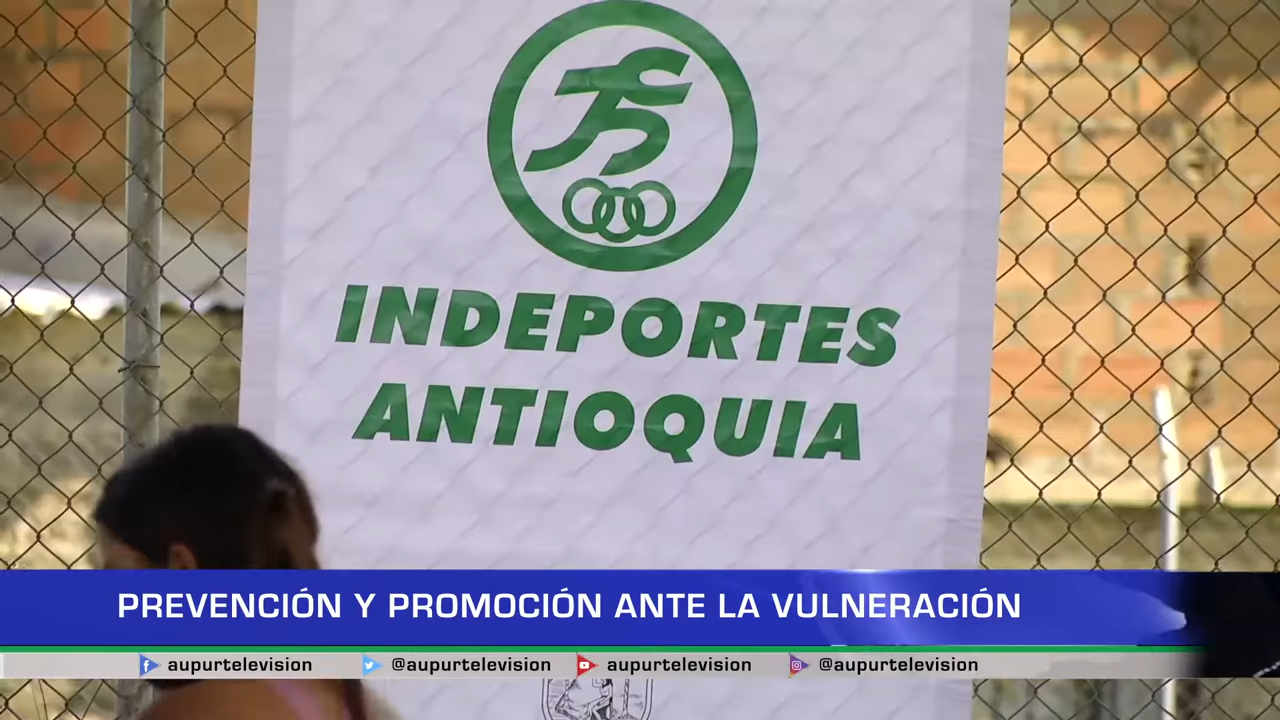 INDEPORTES
ANTIOQUIA
PREVENCIÓN Y PROMOCIÓN ANTE LA VULNERACIÓN
aupurtelevision @aupurtelevision aupurtelevision @aupurtelevision